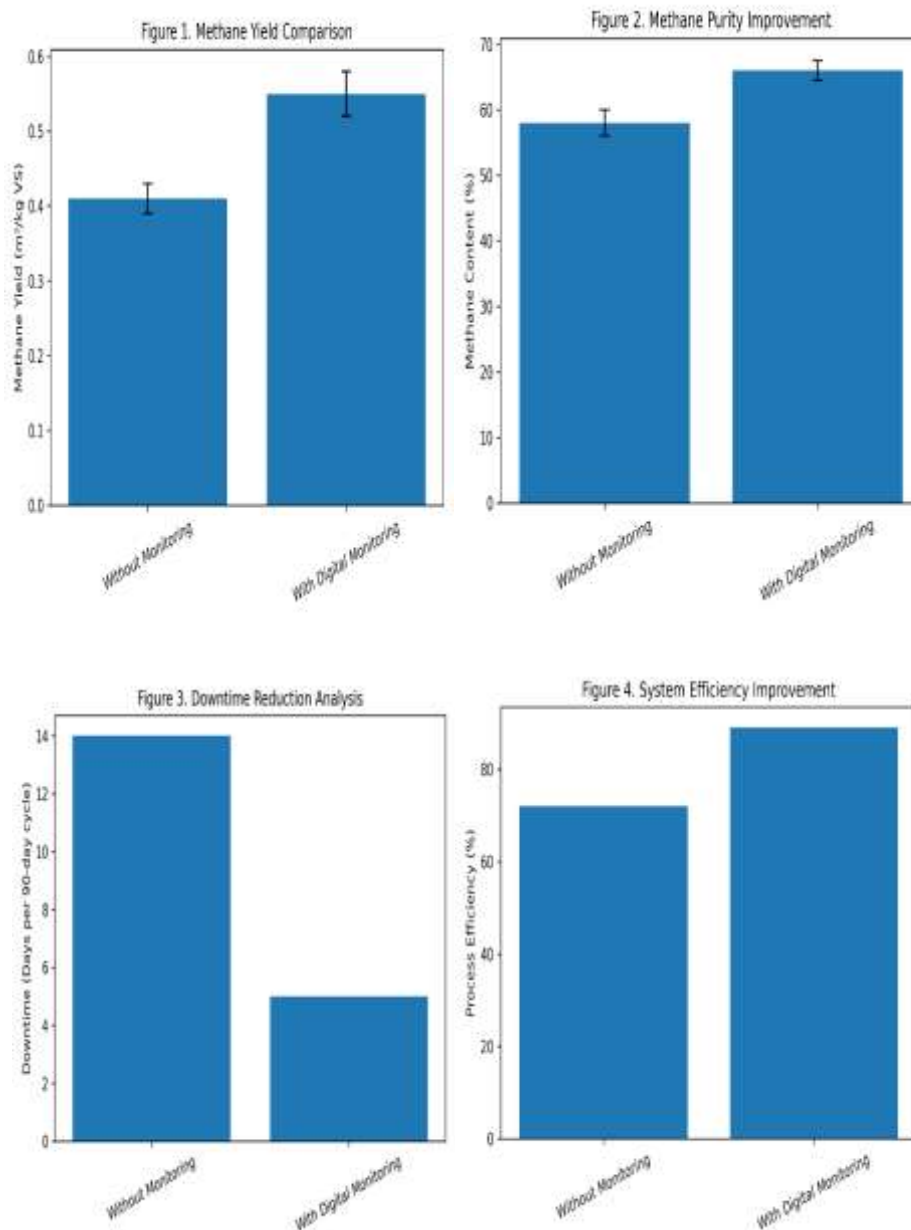 Figure 1. Methane Yield Comparison
Methane Yield (m³/kg VS)
0.6
0.5
0.4
0.3
0.2
0.1
0.0
Without Monitoring
With Digital Monitoring
Figure 2. Methane Purity Improvement
Methane Content (%)
70
60
50
40
30
20
10
0
Without Monitoring
With Digital Monitoring
Figure 3. Downtime Reduction Analysis
Downtime (Days per 90-day cycle)
14
12
10
8
6
4
2
0
Without Monitoring
With Digital Monitoring
Figure 4. System Efficiency Improvement
Process Efficiency (%)
80
60
40
20
0
Without Monitoring
With Digital Monitoring